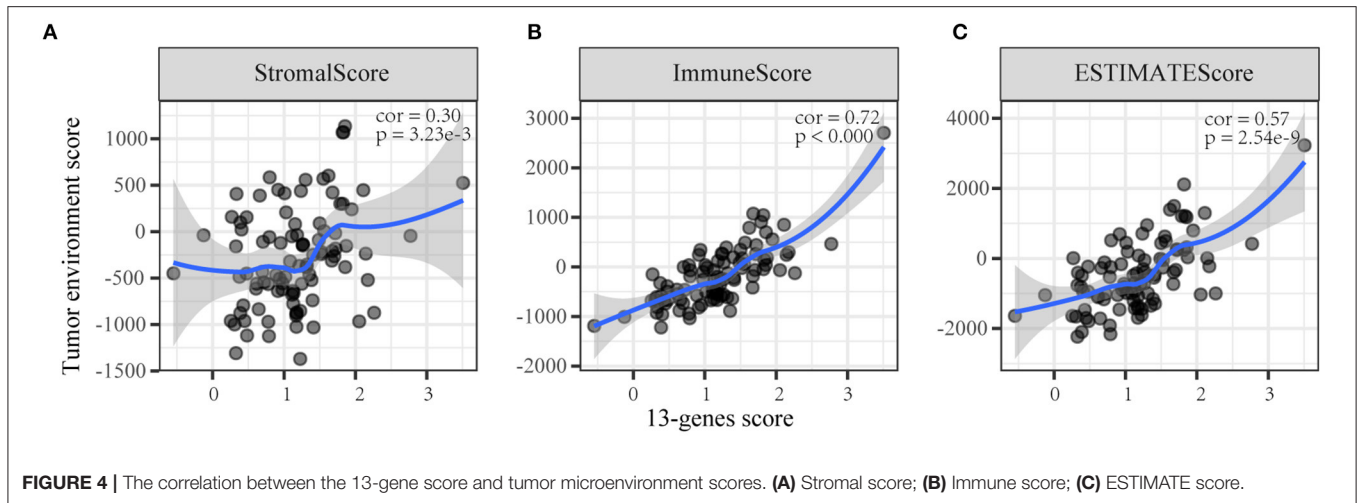 A
B
C
StromalScore
ImmuneScore
ESTIMATEScore
Tumor environment score
cor = 0.30
p = 3.23e-3
1000
500
0
-500
-1000
-1500
0 1 2 3
cor = 0.72
p < 0.000
3000
2000
1000
0
-1000
-2000
0 1 2 3
cor = 0.57
p = 2.54e-9
4000
2000
0
-2000
0 1 2 3
13-genes score
FIGURE 4 | The correlation between the 13-gene score and tumor microenvironment scores. (A) Stromal score; (B) Immune score; (C) ESTIMATE score.